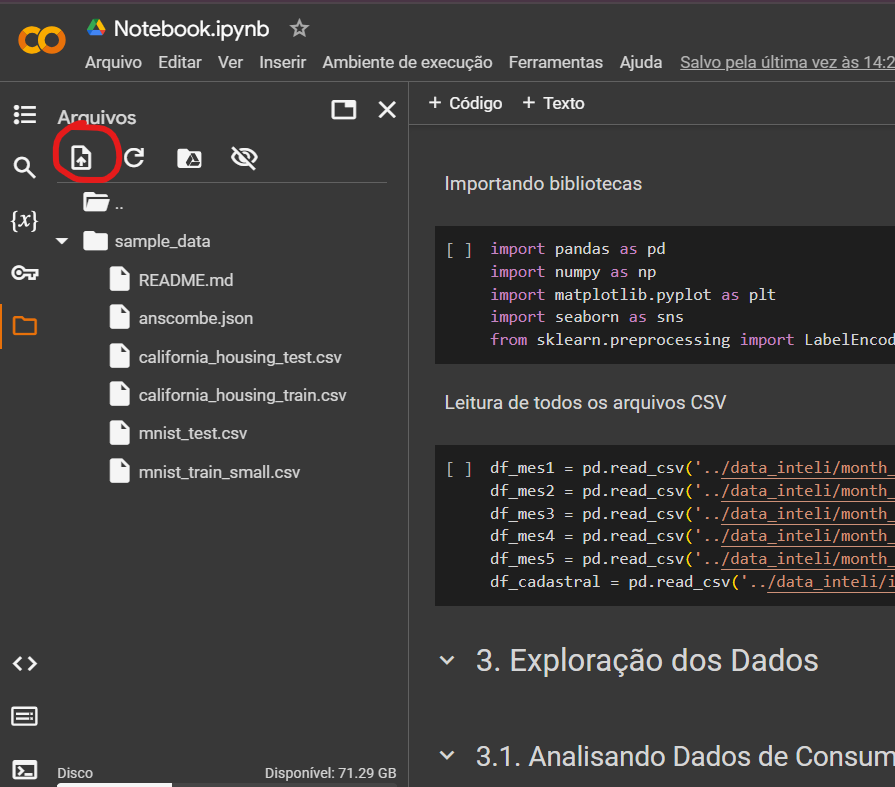 Notebook.ipynb
Arquivo Editar Ver Inserir Ambiente de execução Ferramentas Ajuda Salvo pela última vez às 14:2
Arquivos
+ Código + Texto
..
sample_data
README.md
anscombe.json
california_housing_test.csv
california_housing_train.csv
mnist_test.csv
mnist_train_small.csv
{x}
Disco Disponível: 71.29 GB
Importando bibliotecas
[ ] import pandas as pd
import numpy as np
import matplotlib.pyplot as plt
import seaborn as sns
from sklearn.preprocessing import LabelEncod
Leitura de todos os arquivos CSV
[ ] df_mes1 = pd.read_csv('../data_inteli/month_
df_mes2 = pd.read_csv('../data_inteli/month_
df_mes3 = pd.read_csv('../data_inteli/month_
df_mes4 = pd.read_csv('../data_inteli/month_
df_mes5 = pd.read_csv('../data_inteli/month_
df_cadastral = pd.read_csv('../data_inteli/i
3. Exploração dos Dados
3.1. Analisando Dados de Consum